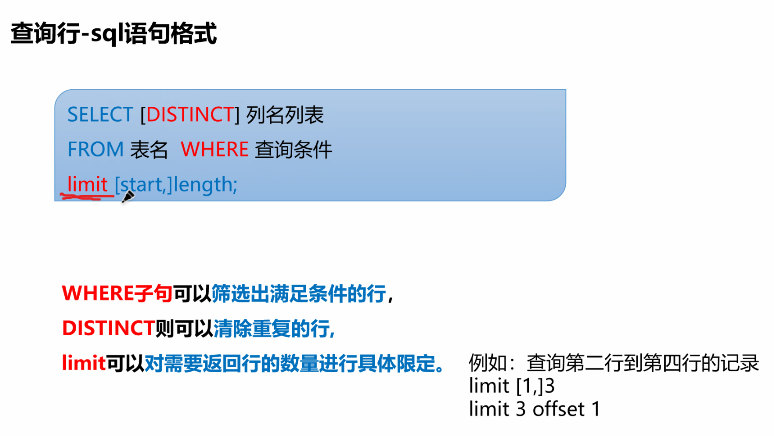 查询行-sql语句格式
SELECT [DISTINCT] 列名列表
FROM 表名 WHERE 查询条件
limit [start,]length;
WHERE子句可以筛选出满足条件的行，
DISTINCT则可以清除重复的行,
limit可以对需要返回行的数量进行具体限定。
例如：查询第二行到第四行的记录
limit [1,]3
limit 3 offset 1